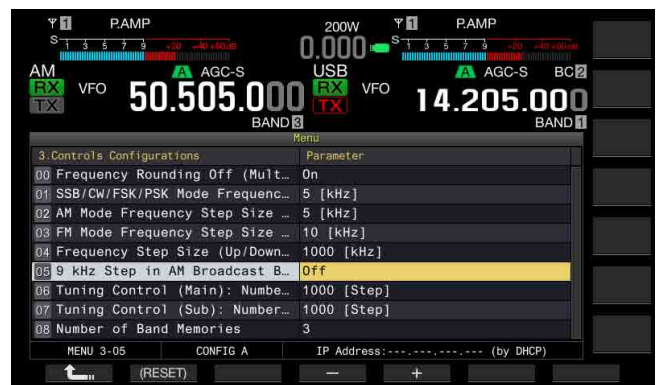 1 P.AMP 200W 1 P.AMP
S 1 3 5 7 9 +20 +40 +60dB 0.000 S 1 3 5 7 9 +20 +40 +60dB
AM A AGC-S USB A AGC-S BC2
RX TX VFO 50.505.000 RX TX VFO 14.205.000
BAND 3 BAND 1
Menu
3.Controls Configurations Parameter
00 Frequency Rounding Off (Mult… On
01 SSB/CW/FSK/PSK Mode Frequenc… 5 [kHz]
02 AM Mode Frequency Step Size … 5 [kHz]
03 FM Mode Frequency Step Size … 10 [kHz]
04 Frequency Step Size (Up/Down… 1000 [kHz]
05 9 kHz Step in AM Broadcast B… Off
06 Tuning Control (Main): Numbe… 1000 [Step]
07 Tuning Control (Sub): Number… 1000 [Step]
08 Number of Band Memories 3
MENU 3-05 CONFIG A IP Address:---.---.---.--- (by DHCP)
(RESET) − +